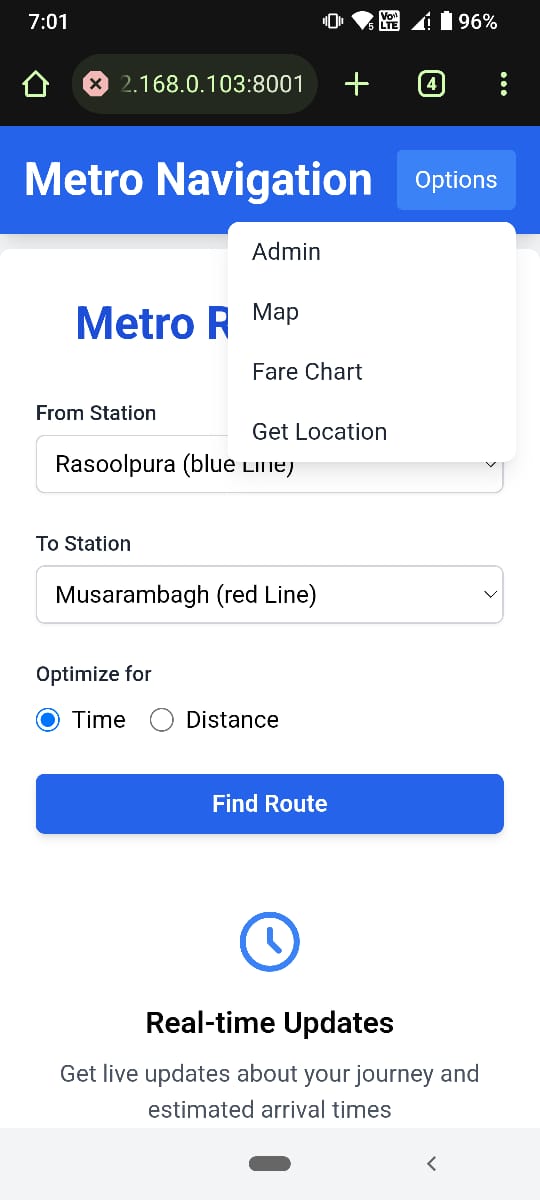 7:01
Vo))
LTE
96%
2.168.0.103:8001
4
Metro Navigation
Options
Admin
Map
Fare Chart
Get Location
Metro R
From Station
Rasoolpura (blue Line)
To Station
Musarambagh (red Line)
Optimize for
Time
Distance
Find Route
Real-time Updates
Get live updates about your journey and
estimated arrival times